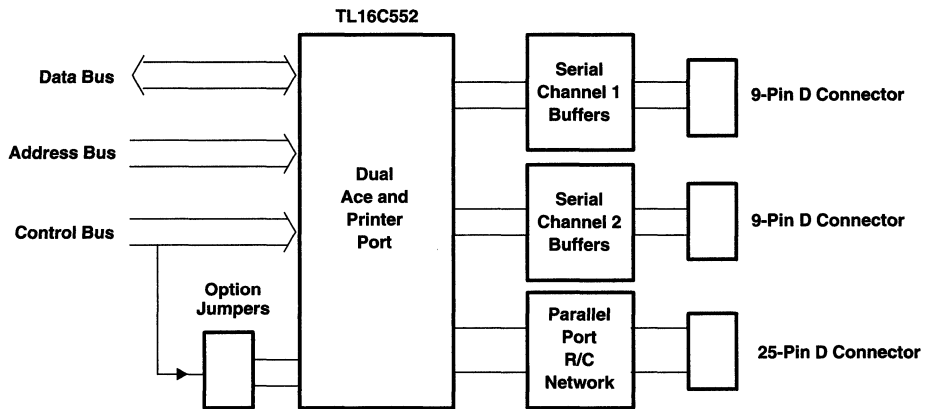 TL16C552
Data Bus
Address Bus
Control Bus
Option
Jumpers
Dual
Ace and
Printer
Port
Serial
Channel 1
Buffers
9-Pin D Connector
Serial
Channel 2
Buffers
9-Pin D Connector
Parallel
Port
R/C
Network
25-Pin D Connector